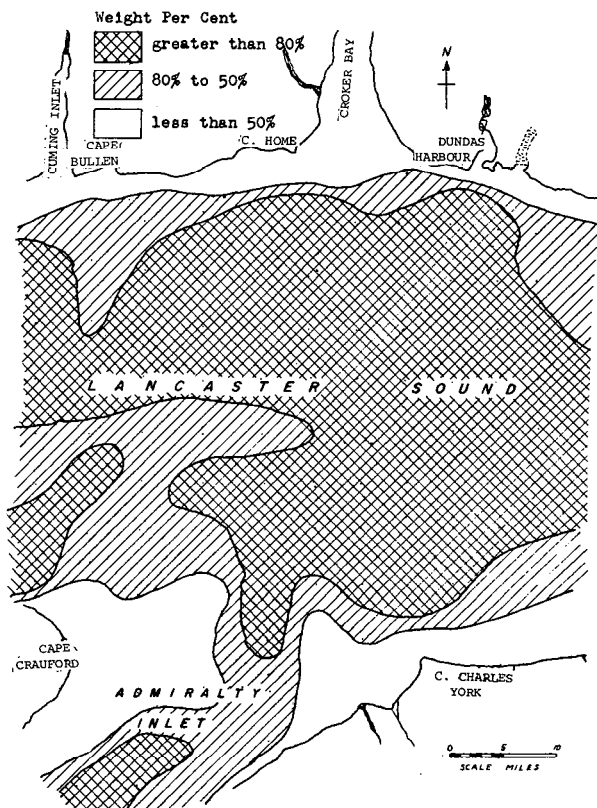 Weight Per Cent
greater than 80%
80% to 50%
less than 50%
CUMING INLET
CAPE
BULLEN
C. HOME
CROKER BAY
N
DUNDAS
HARBOUR
LANCASTER SOUND
CAPE
CRAUFORD
ADMIRALTY
INLET
C. CHARLES
YORK
0 5 10
SCALE MILES